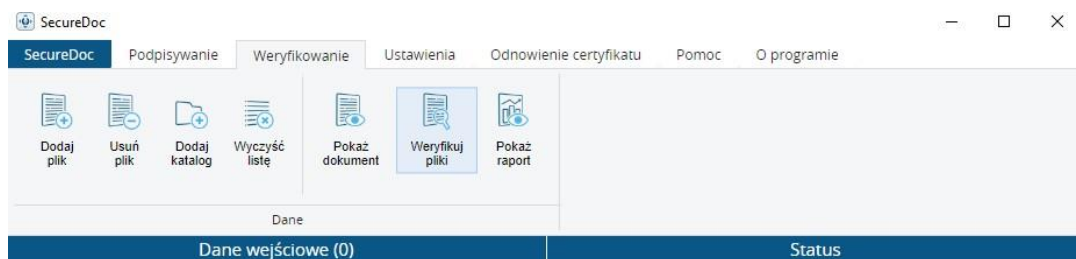 SecureDoc
SecureDoc Podpisywanie Weryfikowanie Ustawienia Odnowienie certyfikatu Pomoc O programie
Dodaj plik
Usuń plik
Dodaj katalog
Wyczyść listę
Pokaż dokument
Weryfikuj pliki
Pokaż raport
Dane
Dane wejściowe (0) Status